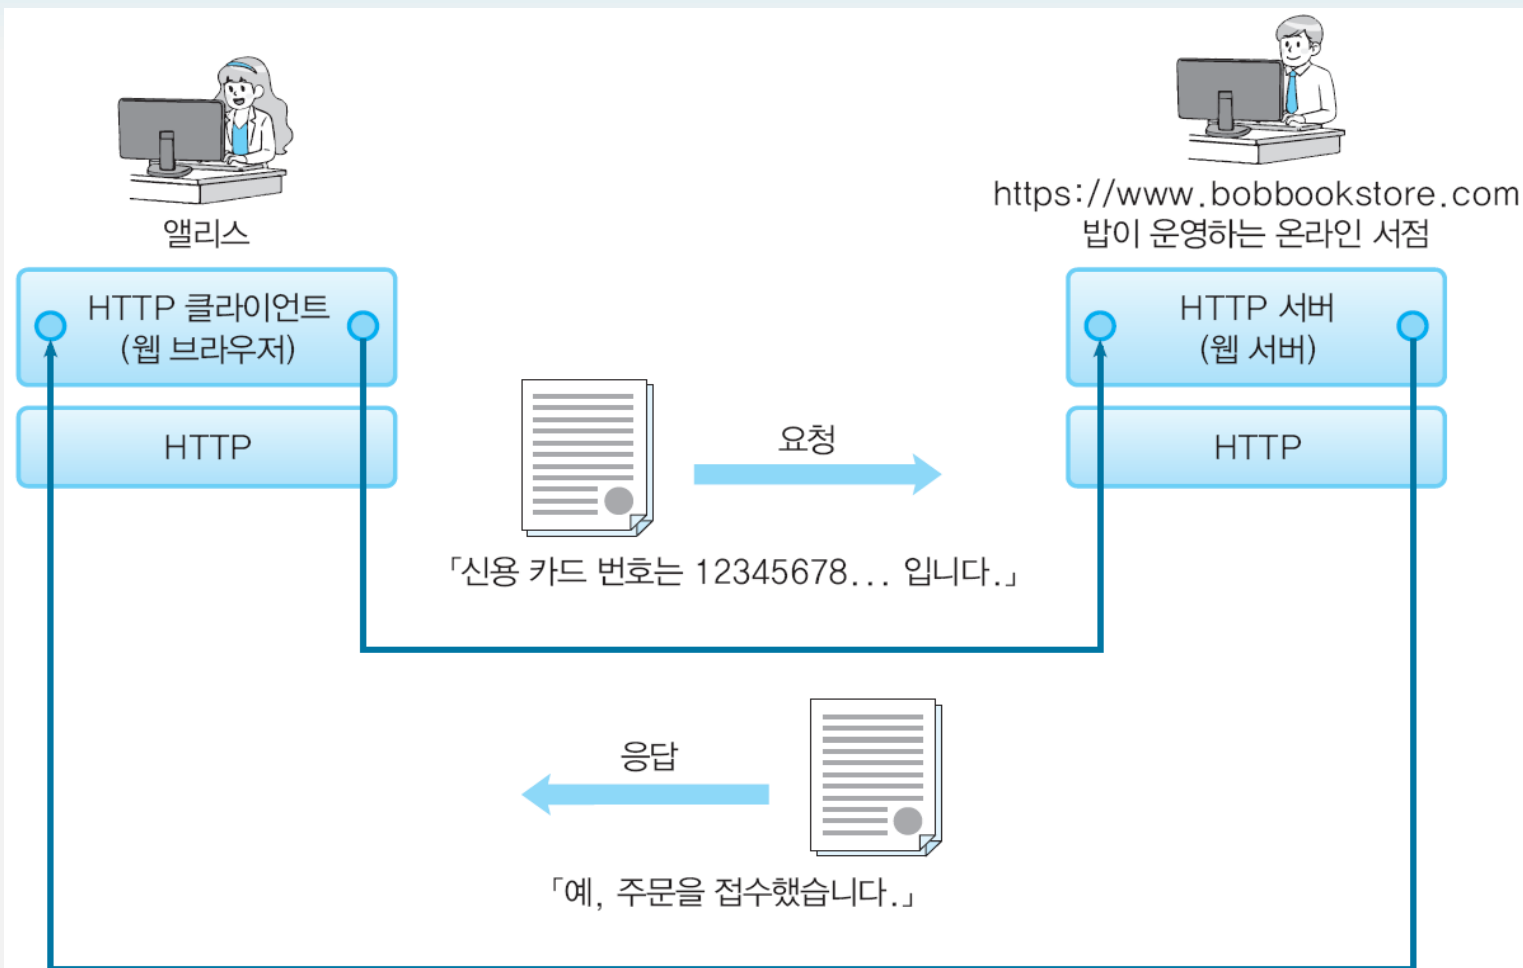 앨리스
https://www.bobbookstore.com
밥이 운영하는 온라인 서점
HTTP 클라이언트
(웹 브라우저)
HTTP 서버
(웹 서버)
HTTP
HTTP
요청
「신용 카드 번호는 12345678... 입니다.」
응답
「예, 주문을 접수했습니다.」